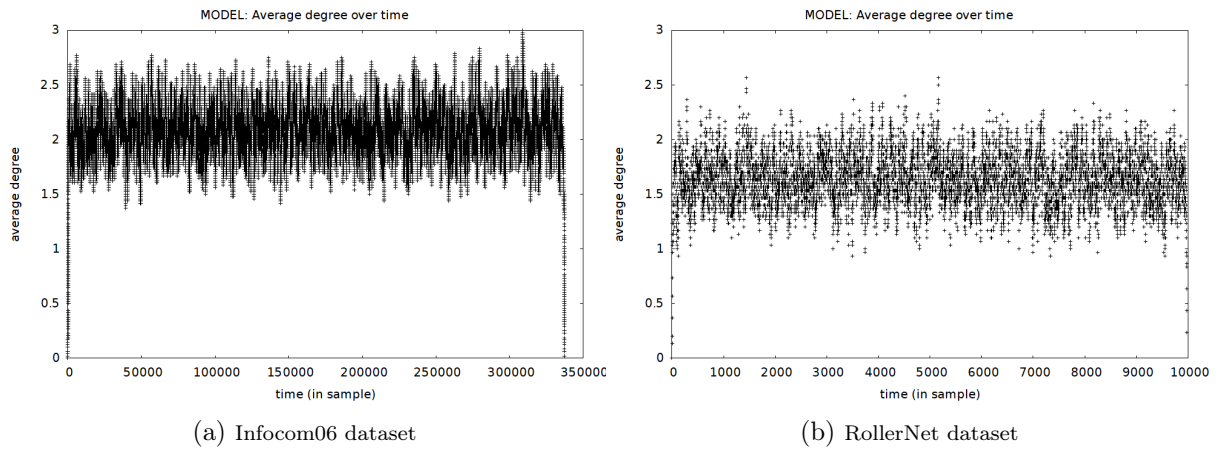 MODEL: Average degree over time
3
2.5
2
1.5
1
0.5
0
average degree
0 50000 100000 150000 200000 250000 300000 350000
time (in sample)
(a) Infocom06 dataset
MODEL: Average degree over time
3
2.5
2
1.5
1
0.5
0
average degree
0 1000 2000 3000 4000 5000 6000 7000 8000 9000 10000
time (in sample)
(b) RollerNet dataset